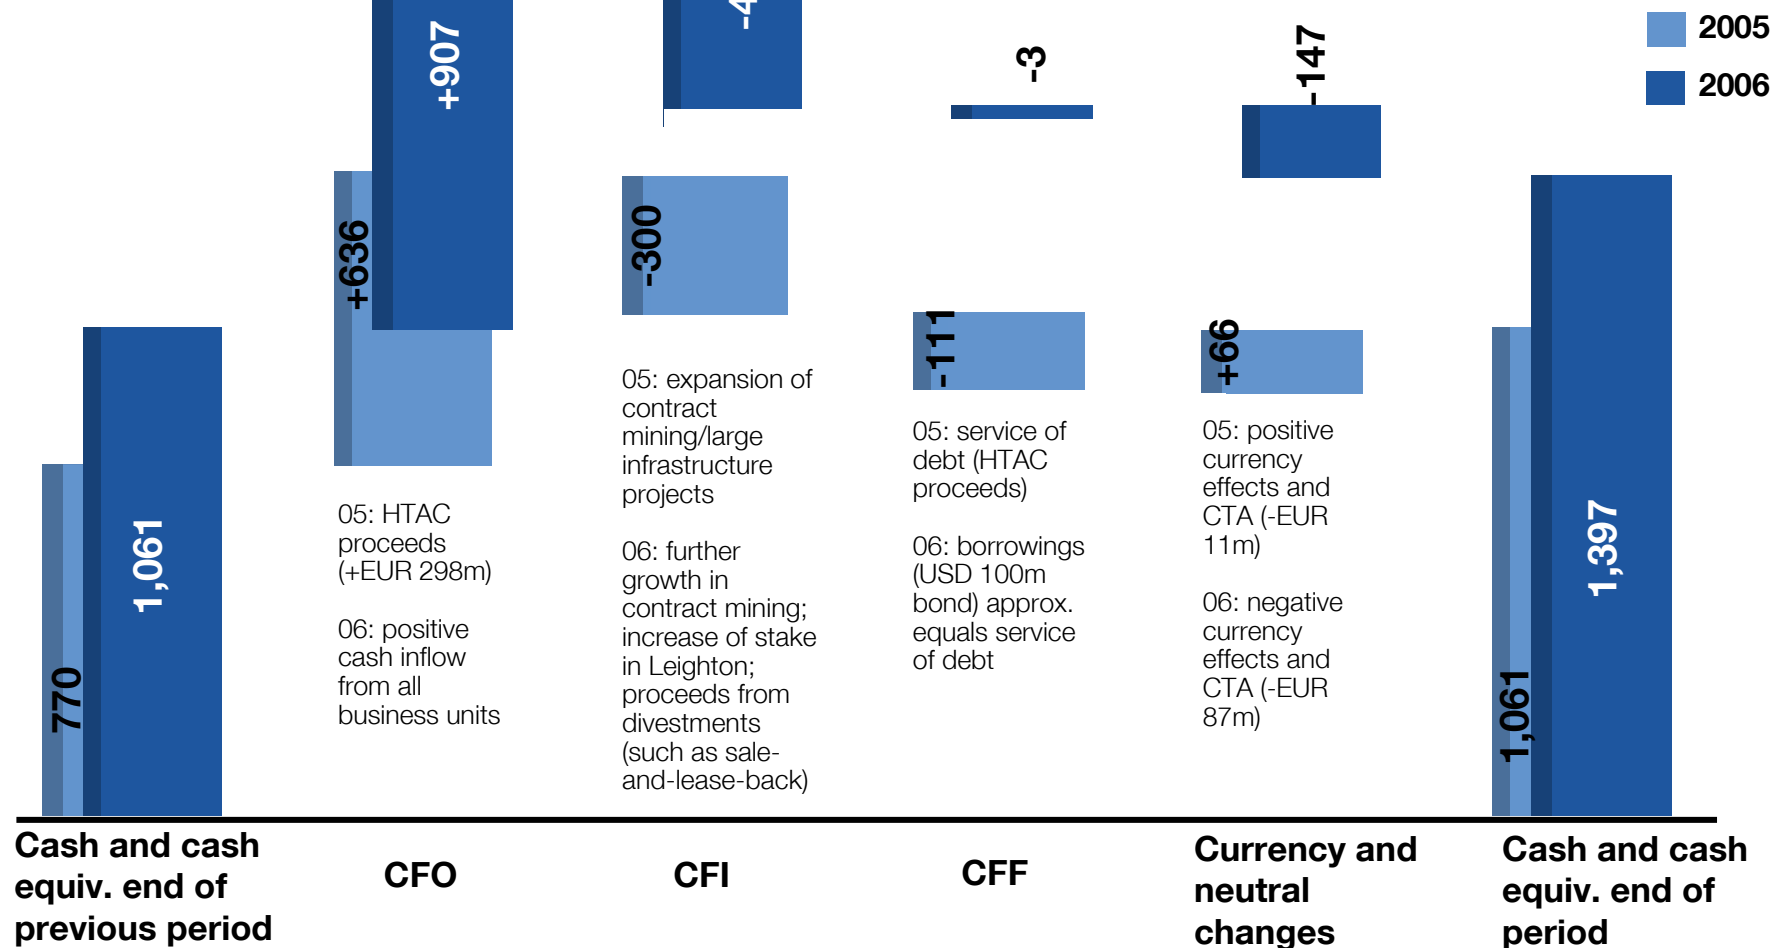 2005
2006
+907
-4
-3
-147
+636
-300
-111
+66
770
1,061
1,061
1,397
05: HTAC
proceeds
(+EUR 298m)
06: positive
cash inflow
from all
business units
05: expansion of
contract
mining/large
infrastructure
projects
06: further
growth in
contract mining;
increase of stake
in Leighton;
proceeds from
divestments
(such as sale-
and-lease-back)
05: service of
debt (HTAC
proceeds)
06: borrowings
(USD 100m
bond) approx.
equals service
of debt
05: positive
currency
effects and
CTA (-EUR
11m)
06: negative
currency
effects and
CTA (-EUR
87m)
Cash and cash
equiv. end of
previous period
CFO
CFI
CFF
Currency and
neutral
changes
Cash and cash
equiv. end of
period